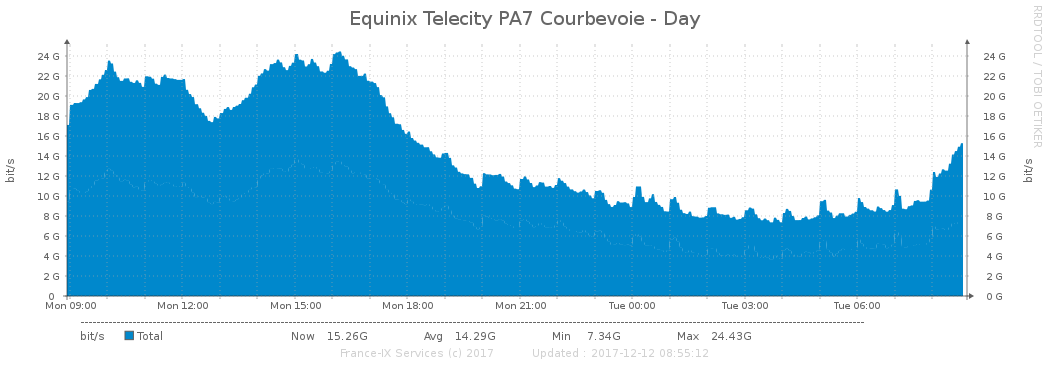 Equinix Telecity PA7 Courbevoie - Day
RRDTOOL / TOBI OETIKER
bit/s
24 G 24 G
22 G 22 G
20 G 20 G
18 G 18 G
16 G 16 G
14 G 14 G
12 G 12 G
10 G 10 G
8 G 8 G
6 G 6 G
4 G 4 G
2 G 2 G
0 0 G
bit/s
Mon 09:00 Mon 12:00 Mon 15:00 Mon 18:00 Mon 21:00 Tue 00:00 Tue 03:00 Tue 06:00
bit/s Total Now 15.26G Avg 14.29G Min 7.34G Max 24.43G
France-IX Services (c) 2017 Updated : 2017-12-12 08:55:12